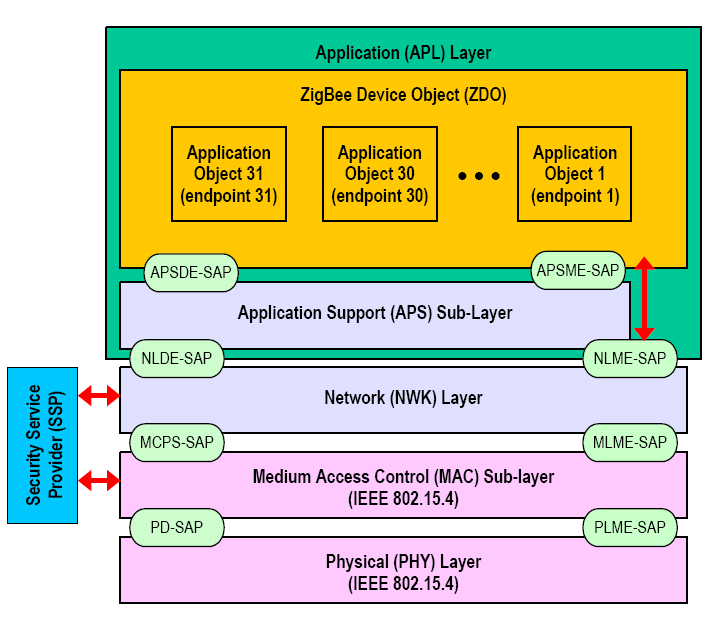 Application (APL) Layer
ZigBee Device Object (ZDO)
Application
Object 31
(endpoint 31)
Application
Object 30
(endpoint 30)
• • •
Application
Object 1
(endpoint 1)
APSDE-SAP
APSME-SAP
Application Support (APS) Sub-Layer
NLDE-SAP
NLME-SAP
Security Service
Provider (SSP)
Network (NWK) Layer
MCPS-SAP
MLME-SAP
Medium Access Control (MAC) Sub-layer
(IEEE 802.15.4)
PD-SAP
PLME-SAP
Physical (PHY) Layer
(IEEE 802.15.4)